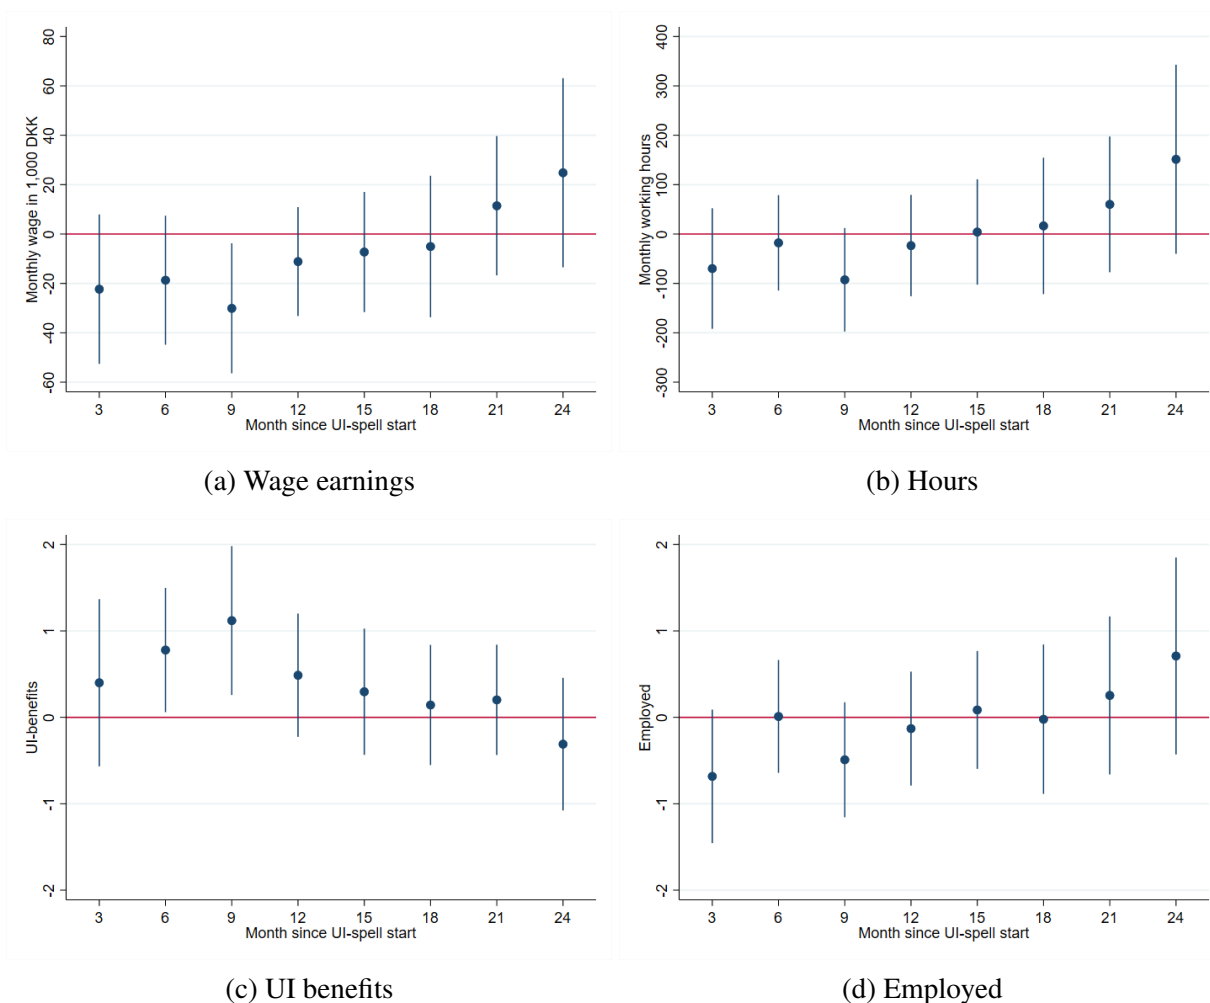 Monthly wage in 1,000 DKK
80
60
40
20
0
-20
-40
-60
3 6 9 12 15 18 21 24
Month since UI-spell start
(a) Wage earnings
Monthly working hours
400
300
200
100
0
-100
-200
-300
3 6 9 12 15 18 21 24
Month since UI-spell start
(b) Hours
UI-benefits
2
1
0
-1
-2
3 6 9 12 15 18 21 24
Month since UI-spell start
(c) UI benefits
Employed
2
1
0
-1
-2
3 6 9 12 15 18 21 24
Month since UI-spell start
(d) Employed